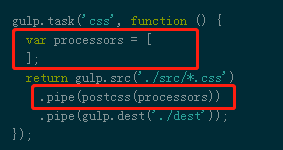 gulp.task('css', function () {
var processors = [
];
return gulp.src('./src/*.css')
.pipe(postcss(processors))
.pipe(gulp.dest('./dest'));
});